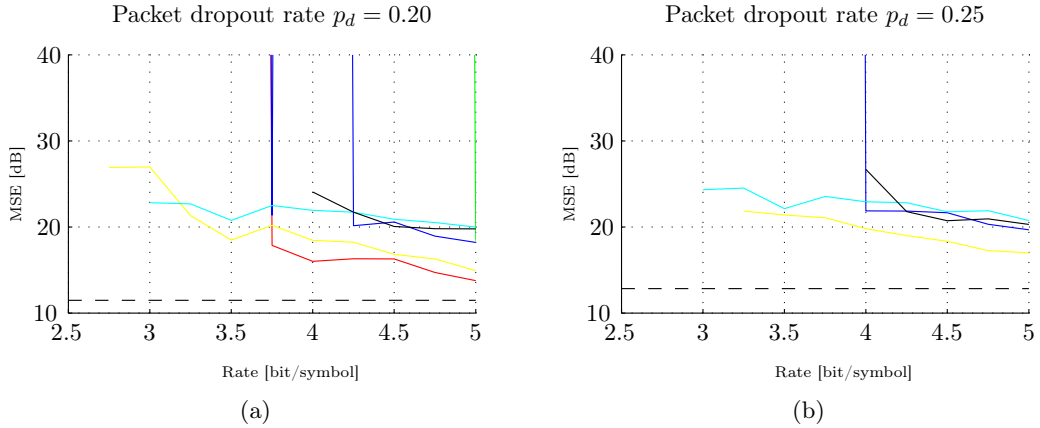 Packet dropout rate p_d = 0.20
40
30
20
10
MSE [dB]
2.5 3 3.5 4 4.5 5
Rate [bit/symbol]
(a)
Packet dropout rate p_d = 0.25
40
30
20
10
MSE [dB]
2.5 3 3.5 4 4.5 5
Rate [bit/symbol]
(b)